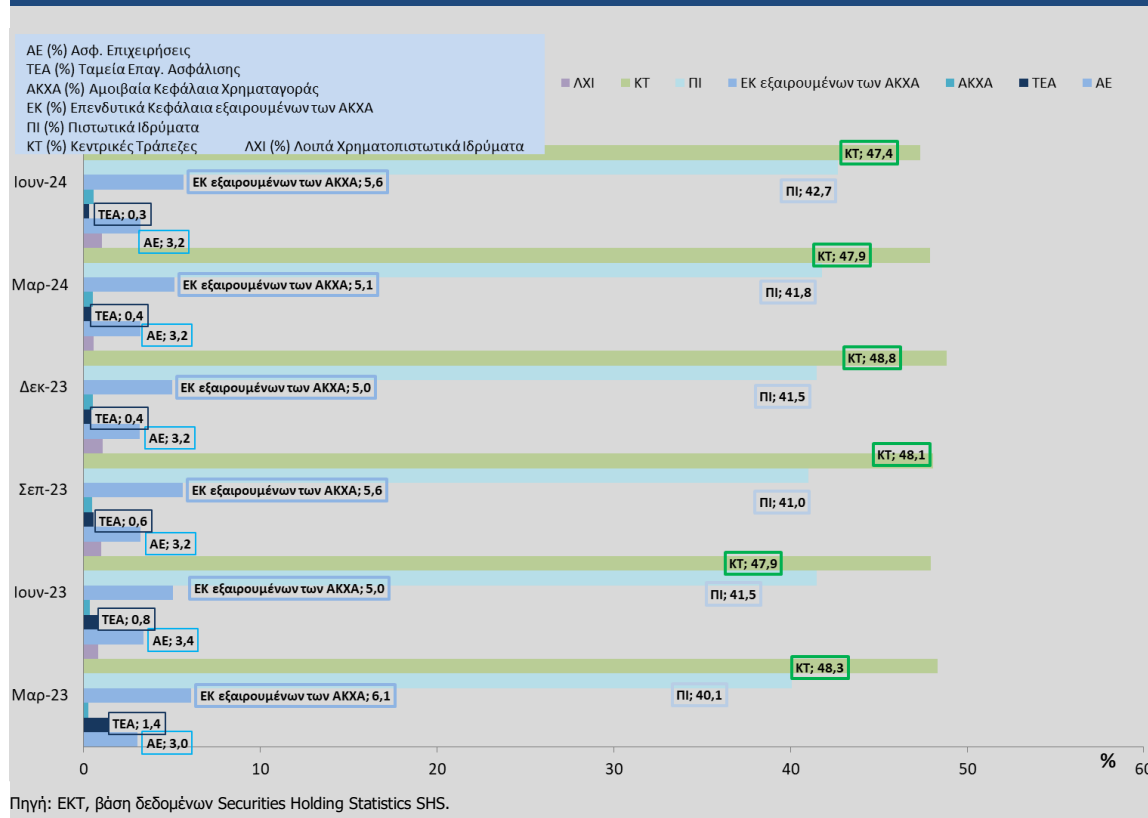 ΑΕ (%) Ασφ. Επιχειρήσεις
ΤΕΑ (%) Ταμεία Επαγ. Ασφάλισης
ΑΚΧΑ (%) Αμοιβαία Κεφάλαια Χρηματαγοράς
ΕΚ (%) Επενδυτικά Κεφάλαια εξαιρουμένων των ΑΚΧΑ
ΠΙ (%) Πιστωτικά Ιδρύματα
ΚΤ (%) Κεντρικές Τράπεζες ΛΧΙ (%) Λοιπά Χρηματοπιστωτικά Ιδρύματα
ΛΧΙ ΚΤ ΠΙ ΕΚ εξαιρουμένων των ΑΚΧΑ ΑΚΧΑ ΤΕΑ ΑΕ
ΚΤ; 47,4
Ιουν-24
ΕΚ εξαιρουμένων των ΑΚΧΑ; 5,6
ΠΙ; 42,7
ΤΕΑ; 0,3
ΑΕ; 3,2
ΚΤ; 47,9
Μαρ-24
ΕΚ εξαιρουμένων των ΑΚΧΑ; 5,1
ΠΙ; 41,8
ΤΕΑ; 0,4
ΑΕ; 3,2
ΚΤ; 48,8
Δεκ-23
ΕΚ εξαιρουμένων των ΑΚΧΑ; 5,0
ΠΙ; 41,5
ΤΕΑ; 0,4
ΑΕ; 3,2
ΚΤ; 48,1
Σεπ-23
ΕΚ εξαιρουμένων των ΑΚΧΑ; 5,6
ΠΙ; 41,0
ΤΕΑ; 0,6
ΑΕ; 3,2
ΚΤ; 47,9
Ιουν-23
ΕΚ εξαιρουμένων των ΑΚΧΑ; 5,0
ΠΙ; 41,5
ΤΕΑ; 0,8
ΑΕ; 3,4
ΚΤ; 48,3
Μαρ-23
ΕΚ εξαιρουμένων των ΑΚΧΑ; 6,1
ΠΙ; 40,1
ΤΕΑ; 1,4
ΑΕ; 3,0
%
0 10 20 30 40 50 60
Πηγή: ΕΚΤ, βάση δεδομένων Securities Holding Statistics SHS.